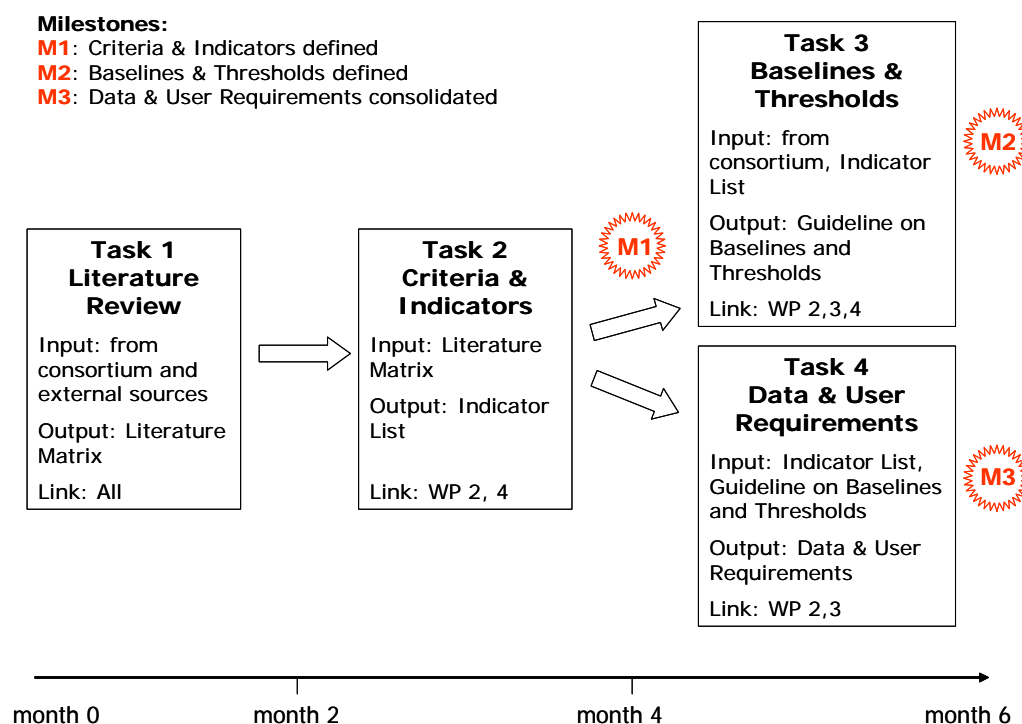 Milestones:
M1: Criteria & Indicators defined
M2: Baselines & Thresholds defined
M3: Data & User Requirements consolidated
Task 1
Literature
Review
Input: from
consortium and
external sources
Output: Literature
Matrix
Link: All
Task 2
Criteria &
Indicators
Input: Literature
Matrix
Output: Indicator
List
Link: WP 2, 4
M1
Task 3
Baselines &
Thresholds
Input: from
consortium, Indicator
List
Output: Guideline on
Baselines and
Thresholds
Link: WP 2,3,4
M2
Task 4
Data & User
Requirements
Input: Indicator List,
Guideline on Baselines
and Thresholds
Output: Data & User
Requirements
Link: WP 2,3
M3
month 0
month 2
month 4
month 6